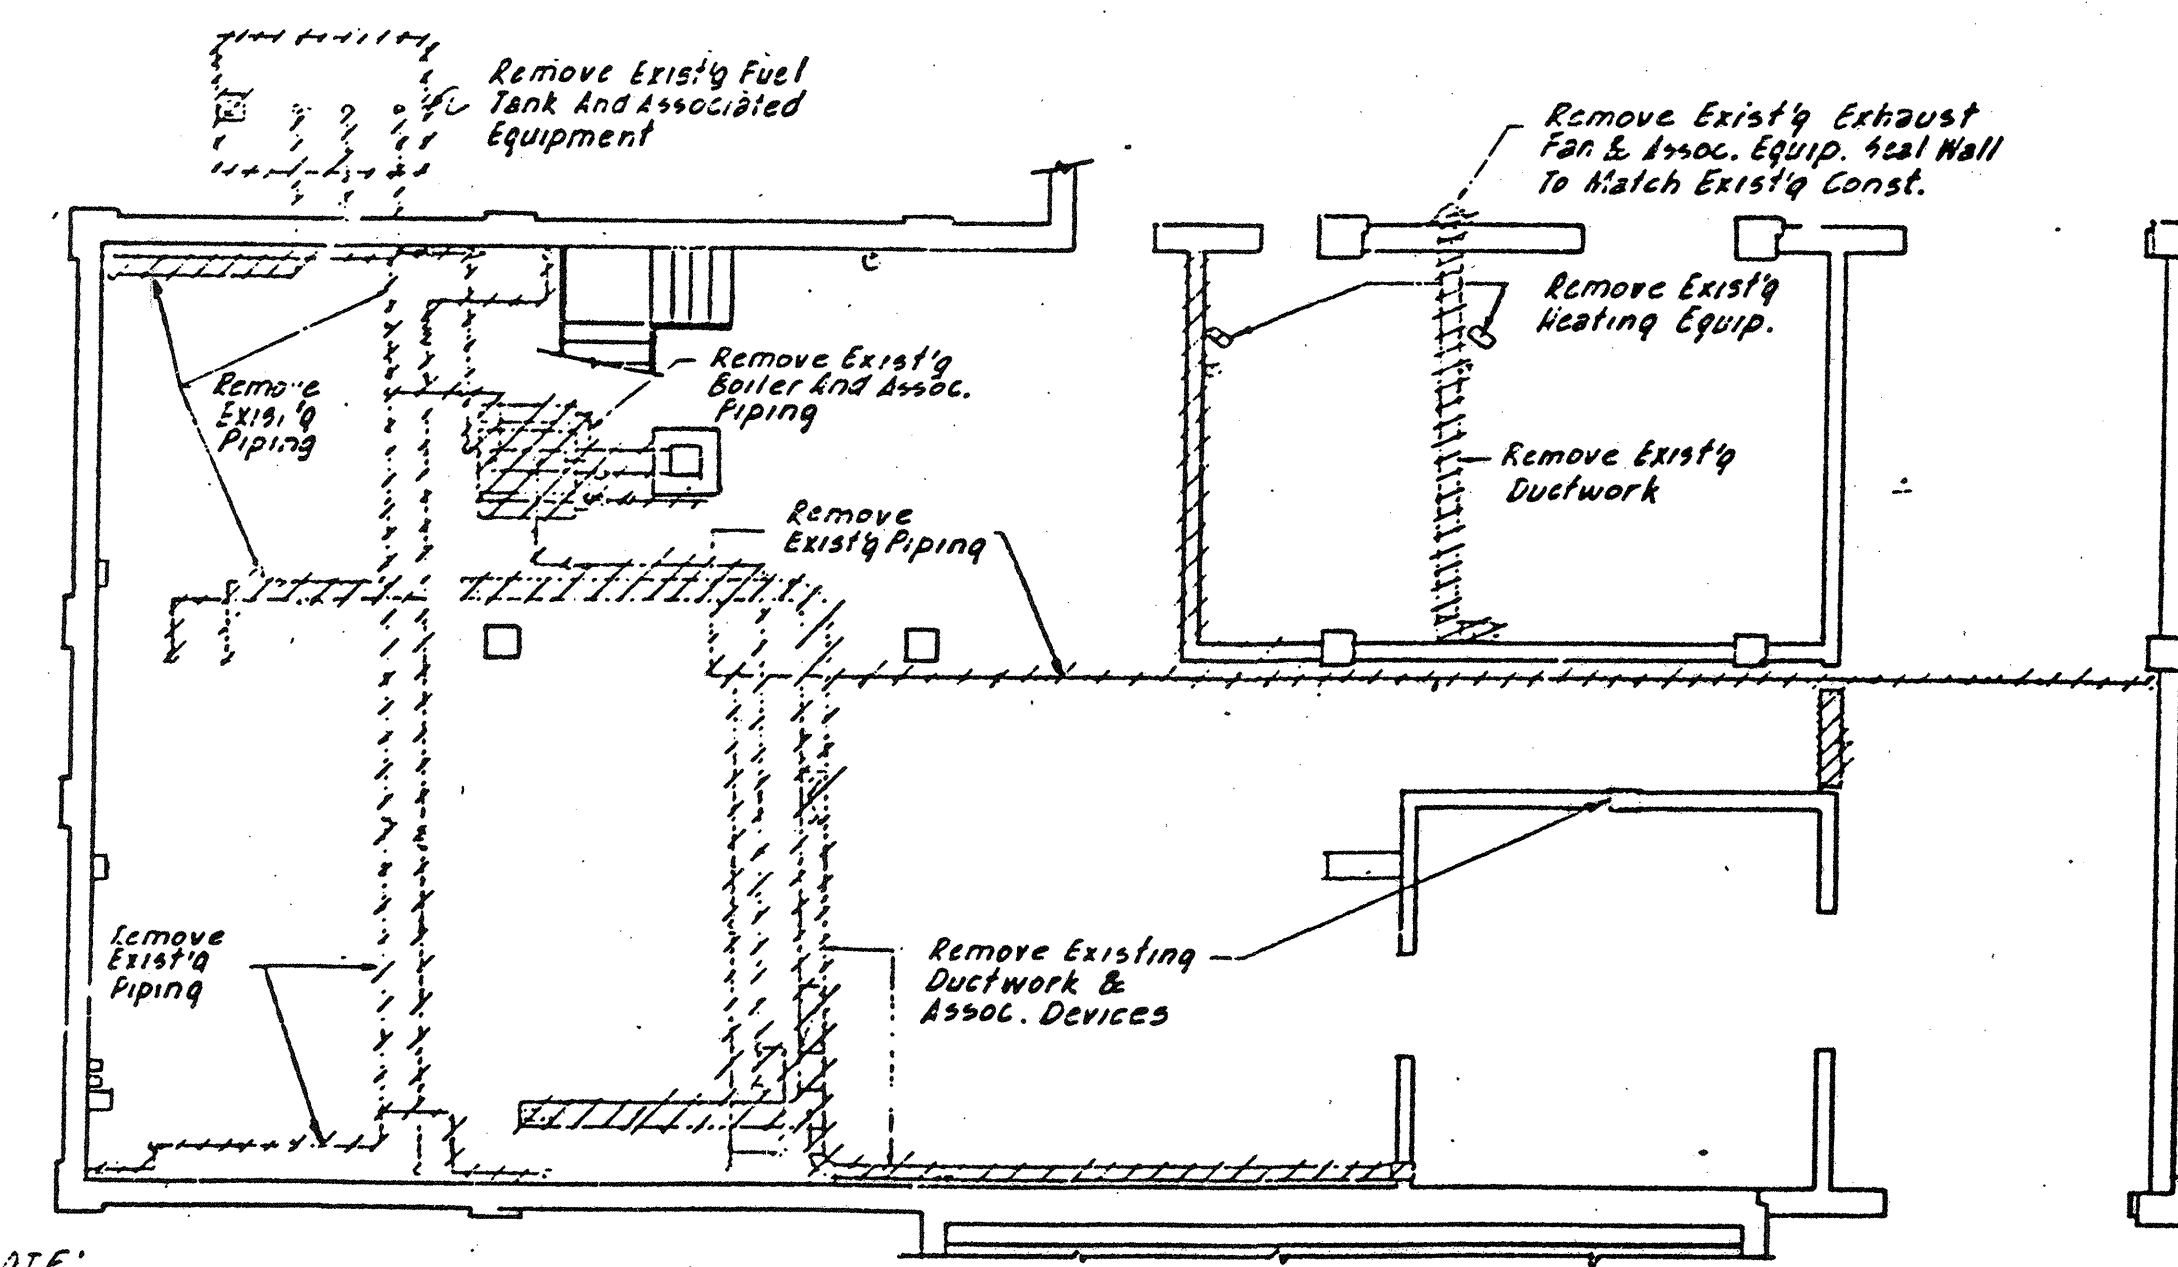 Remove Exist'g Fuel
Tank And Associated
Equipment
Remove Exist'g Exhaust
Fan & Assoc. Equip. Seal Wall
To Match Exist'g Const.
Remove Exist'g
Heating Equip.
Remove
Exist'g
Piping
Remove Exist'g
Boiler And Assoc.
Piping
Remove Exist'g
Ductwork
Remove
Exist'g Piping
Remove
Exist'g
Piping
Remove Existing
Ductwork &
Assoc. Devices